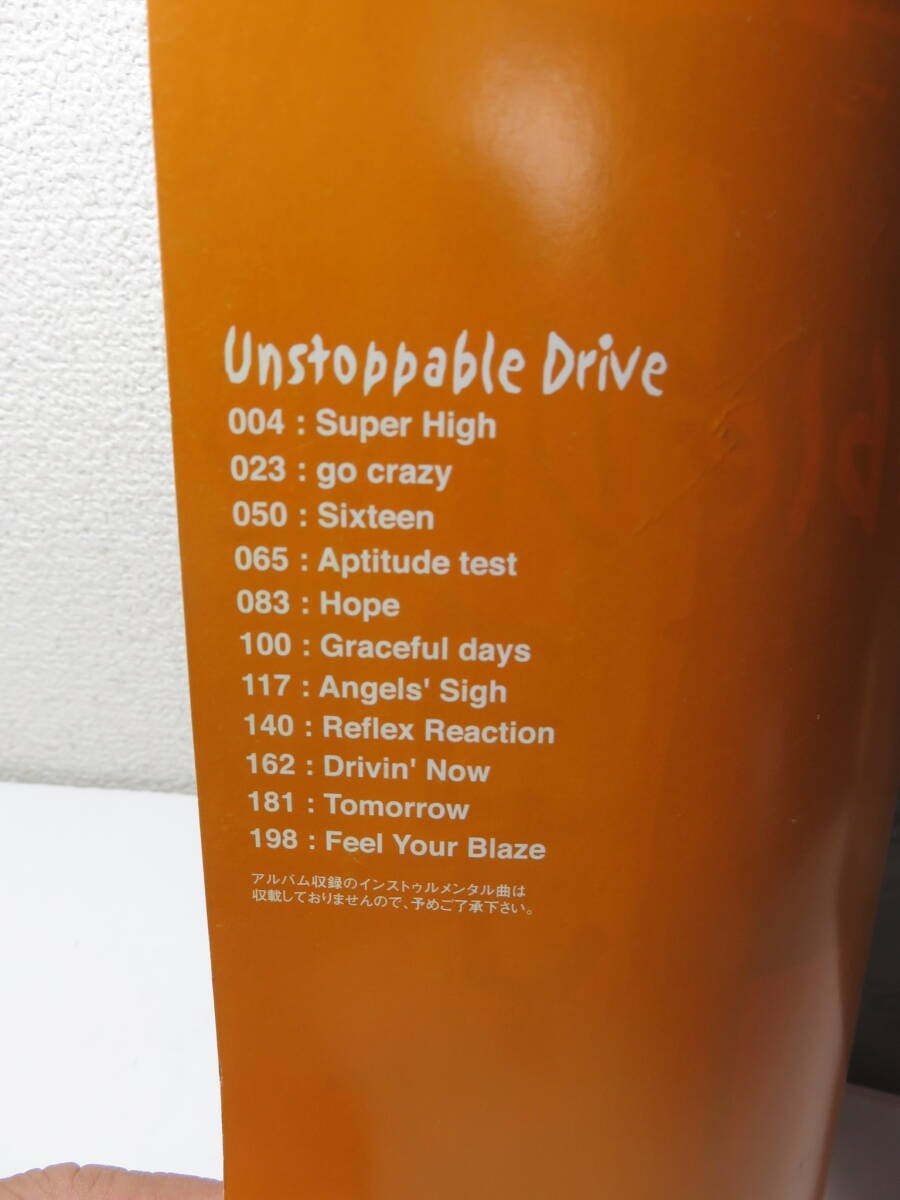 Unstoppable Drive
004 : Super High
023 : go crazy
050 : Sixteen
065 : Aptitude test
083 : Hope
100 : Graceful days
117 : Angels' Sigh
140 : Reflex Reaction
162 : Drivin' Now
181 : Tomorrow
198 : Feel Your Blaze
アルバム収録のインストゥルメンタル曲は
収載しておりませんので、予めご了承下さい。